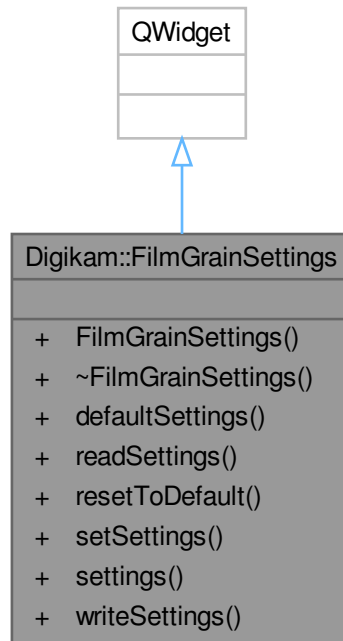 QWidget
Digikam::FilmGrainSettings
+ FilmGrainSettings()
+ ~FilmGrainSettings()
+ defaultSettings()
+ readSettings()
+ resetToDefault()
+ setSettings()
+ settings()
+ writeSettings()